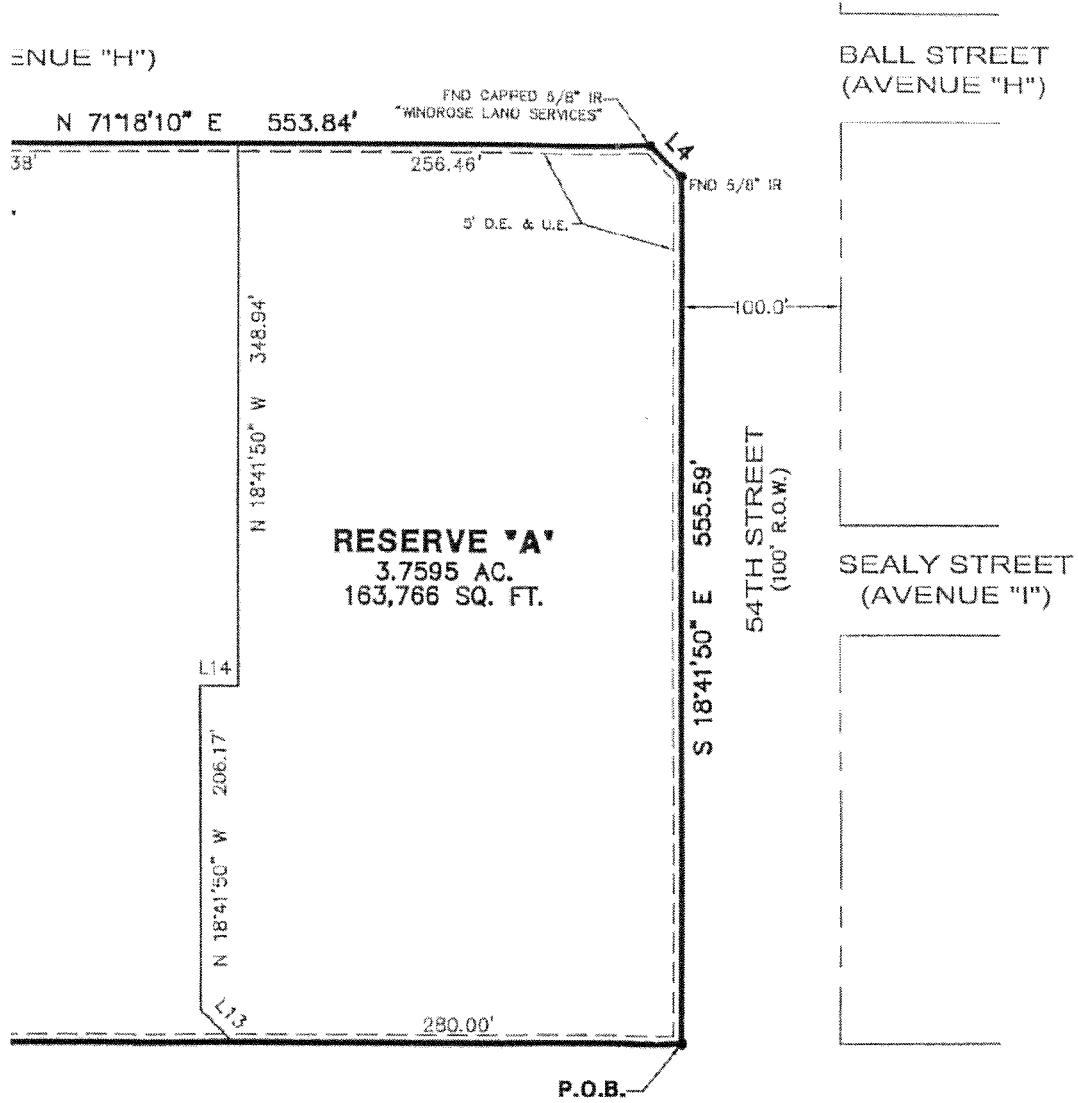 ENUE "H")
BALL STREET
(AVENUE "H")
FND CAPPED 5/8" IR
"WINDROSE LAND SERVICES"
N 71°18'10" E 553.84'
L4
38'
256.46'
FND 5/8" IR
5' D.E. & U.E.
100.0'
N 18°41'50" W 348.94'
S 18°41'50" E 555.59'
54TH STREET
(100' R.O.W.)
RESERVE "A"
3.7595 AC.
163,766 SQ. FT.
SEALY STREET
(AVENUE "I")
L14
N 18°41'50" W 206.17'
L13
280.00'
P.O.B.